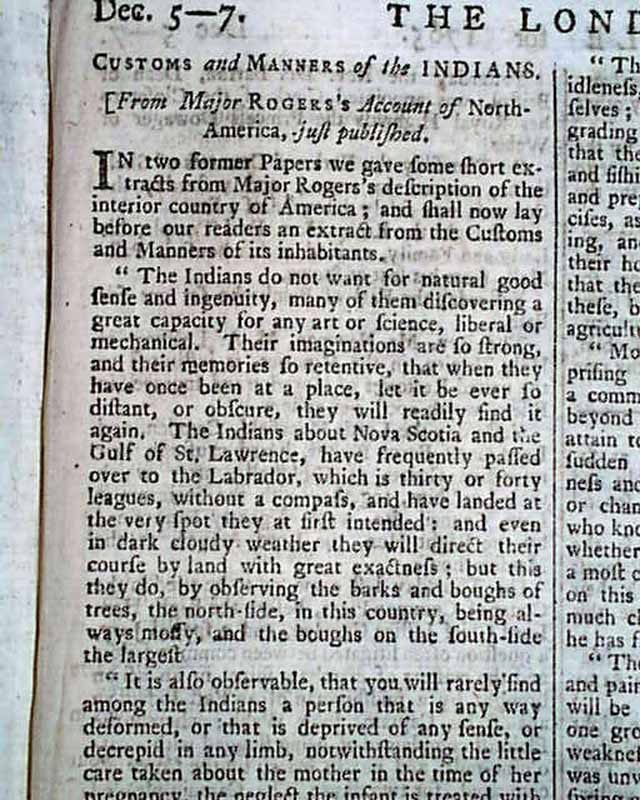 Dec. 5—7.
THE LOND
CUSTOMS and MANNERS of the INDIANS.
[From Major ROGERS's Account of North-
America, juſt publiſhed.
IN two former Papers we gave ſome ſhort ex-
tracts from Major Rogers's deſcription of the
interior country of America; and ſhall now lay
before our readers an extract from the Cuſtoms
and Manners of its inhabitants.
“ The Indians do not want for natural good
ſenſe and ingenuity, many of them diſcovering a
great capacity for any art or ſcience, liberal or
mechanical. Their imaginations are ſo ſtrong,
and their memories ſo retentive, that when they
have once been at a place, let it be ever ſo
diſtant, or obſcure, they will readily find it
again. The Indians about Nova Scotia and the
Gulf of St. Lawrence, have frequently paſſed
over to the Labrador, which is thirty or forty
leagues, without a compaſs, and have landed at
the very ſpot they at firſt intended: and even
in dark cloudy weather they will direct their
courſe by land with great exactneſs; but this
they do, by obſerving the barks and boughs of
trees, the north-ſide, in this country, being al-
ways moſſy, and the boughs on the ſouth-ſide
the largeſt
“ It is alſo obſervable, that you will rarely find
among the Indians a perſon that is any way
deformed, or that is deprived of any ſenſe, or
decrepid in any limb, notwithſtanding the little
care taken about the mother in the time of her
pregnancy, the neglect the infant is treated with
“ Th
idleneſs,
ſelves;
grading
that the
and fiſhi
and pre
ciſes, as
ing, an
their ho
that the
theſe, b
agricultu
“ Mo
priſing
a comm
beyond
attain to
ſudden
neſs and
or chan
who kno
whether
a moſt c
on this
much cl
he has f
“ The
and pair
will be
one gro
weakneſ
was unv